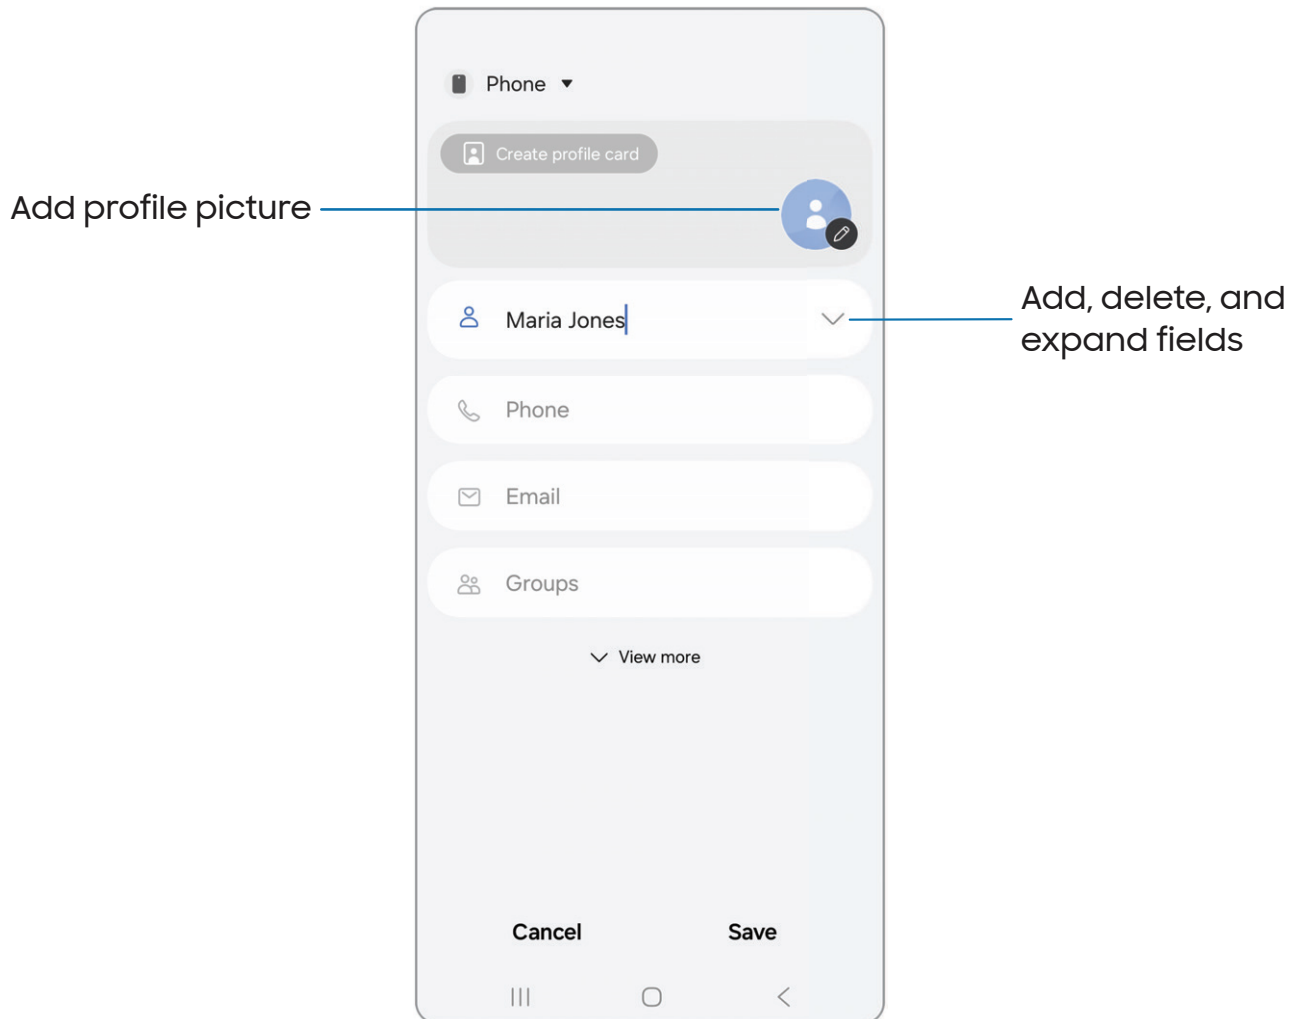 Phone
Create profile card
Add profile picture
Maria Jones
Add, delete, and
expand fields
Phone
Email
Groups
View more
Cancel
Save